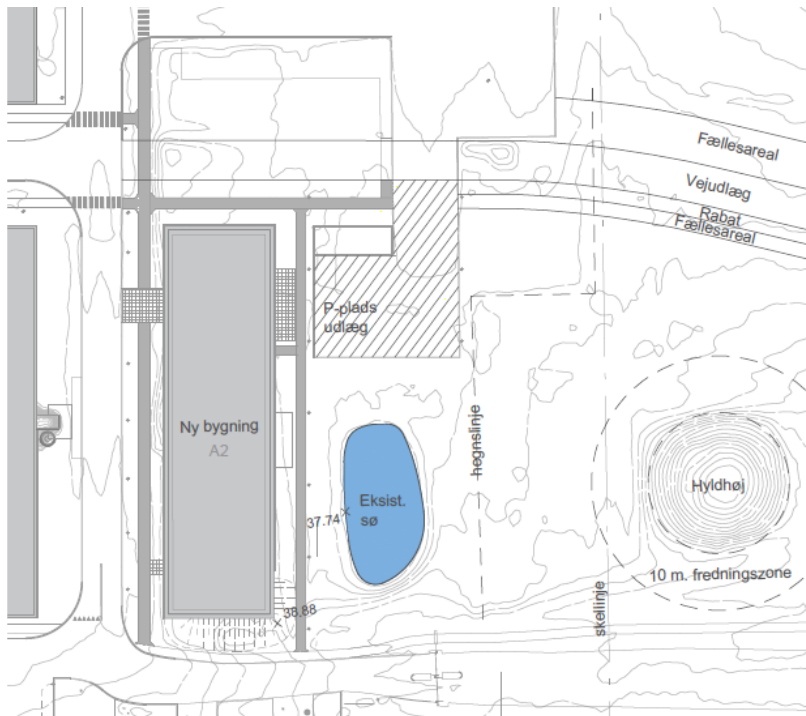 Fællesareal
Vejudlæg
Rabat
Fællesareal
P-plads
udlæg
hegnslinje
Ny bygning
A2
Eksist.
sø
37.74
Hyldhøj
10 m. fredningszone
skellinje
38.88